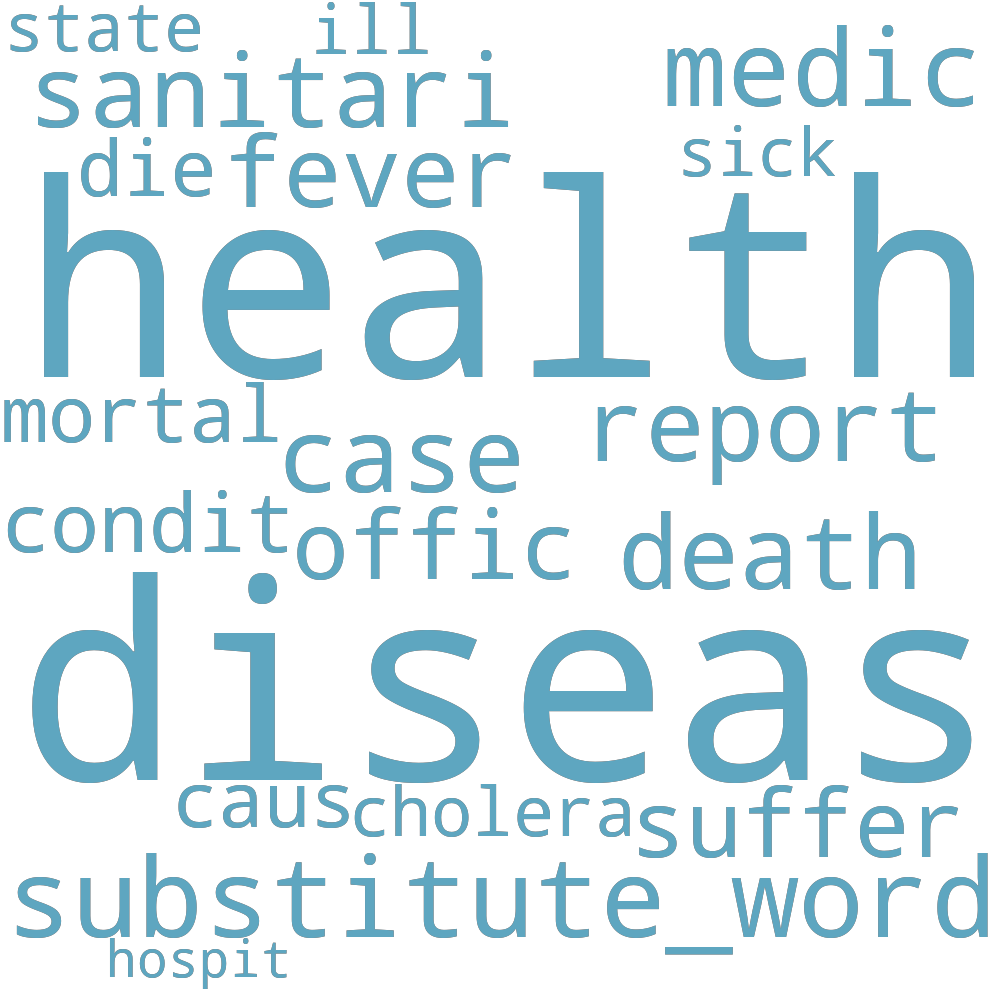 state ill
sanitari medic
die fever sick
health
mortal case report
condit offic death
diseas
caus cholera suffer
substitute_word
hospit